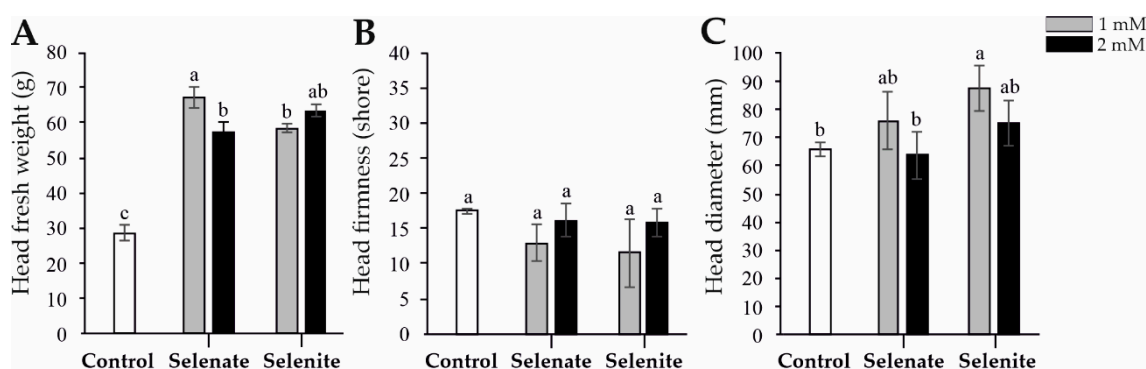 A
B
C
1 mM
2 mM
Head fresh weight (g)
80
70
60
50
40
30
20
10
0
c
a
b
b
ab
Control Selenate Selenite
Head firmness (shore)
40
35
30
25
20
15
10
5
0
a
a
a
a
a
Control Selenate Selenite
Head diameter (mm)
100
90
80
70
60
50
40
30
20
10
0
b
ab
b
a
ab
Control Selenate Selenite